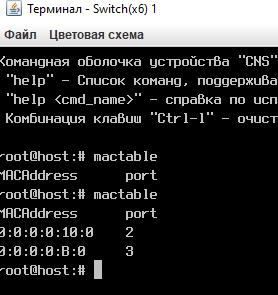 Терминал - Switch(x6) 1
Файл Цветовая схема
Командная оболочка устройства "CNS"
"help" - Список команд, поддержива
"help <cmd_name>" - справка по исп
Комбинация клавиш "Ctrl-l" - очист
root@host:# mactable
MACAddress port
root@host:# mactable
MACAddress port
0:0:0:0:10:0 2
0:0:0:0:B:0 3
root@host:#